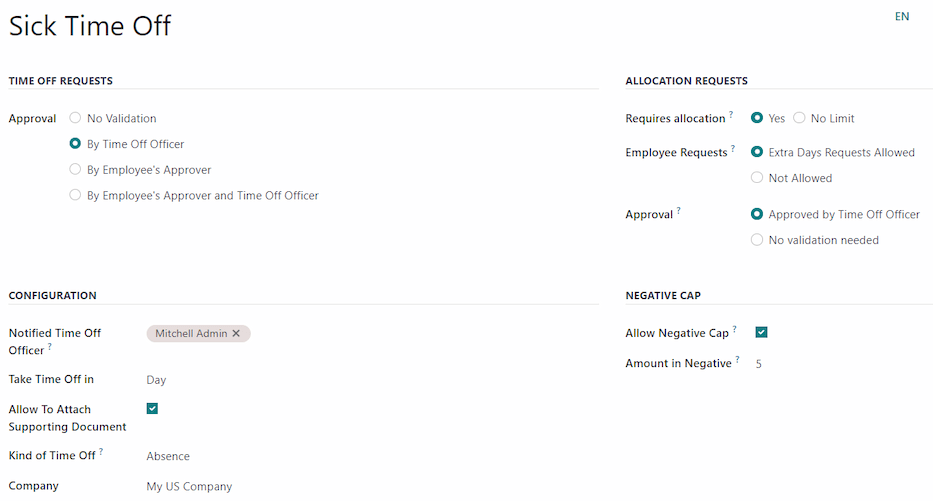 Sick Time Off
EN
TIME OFF REQUESTS
Approval
No Validation
By Time Off Officer
By Employee's Approver
By Employee's Approver and Time Off Officer
ALLOCATION REQUESTS
Requires allocation ? Yes No Limit
Employee Requests ? Extra Days Requests Allowed
Not Allowed
Approval ? Approved by Time Off Officer
No validation needed
CONFIGURATION
Notified Time Off
Officer ?
Mitchell Admin ×
Take Time Off in Day
Allow To Attach
Supporting Document
Kind of Time Off ? Absence
Company My US Company
NEGATIVE CAP
Allow Negative Cap ?
Amount in Negative ? 5